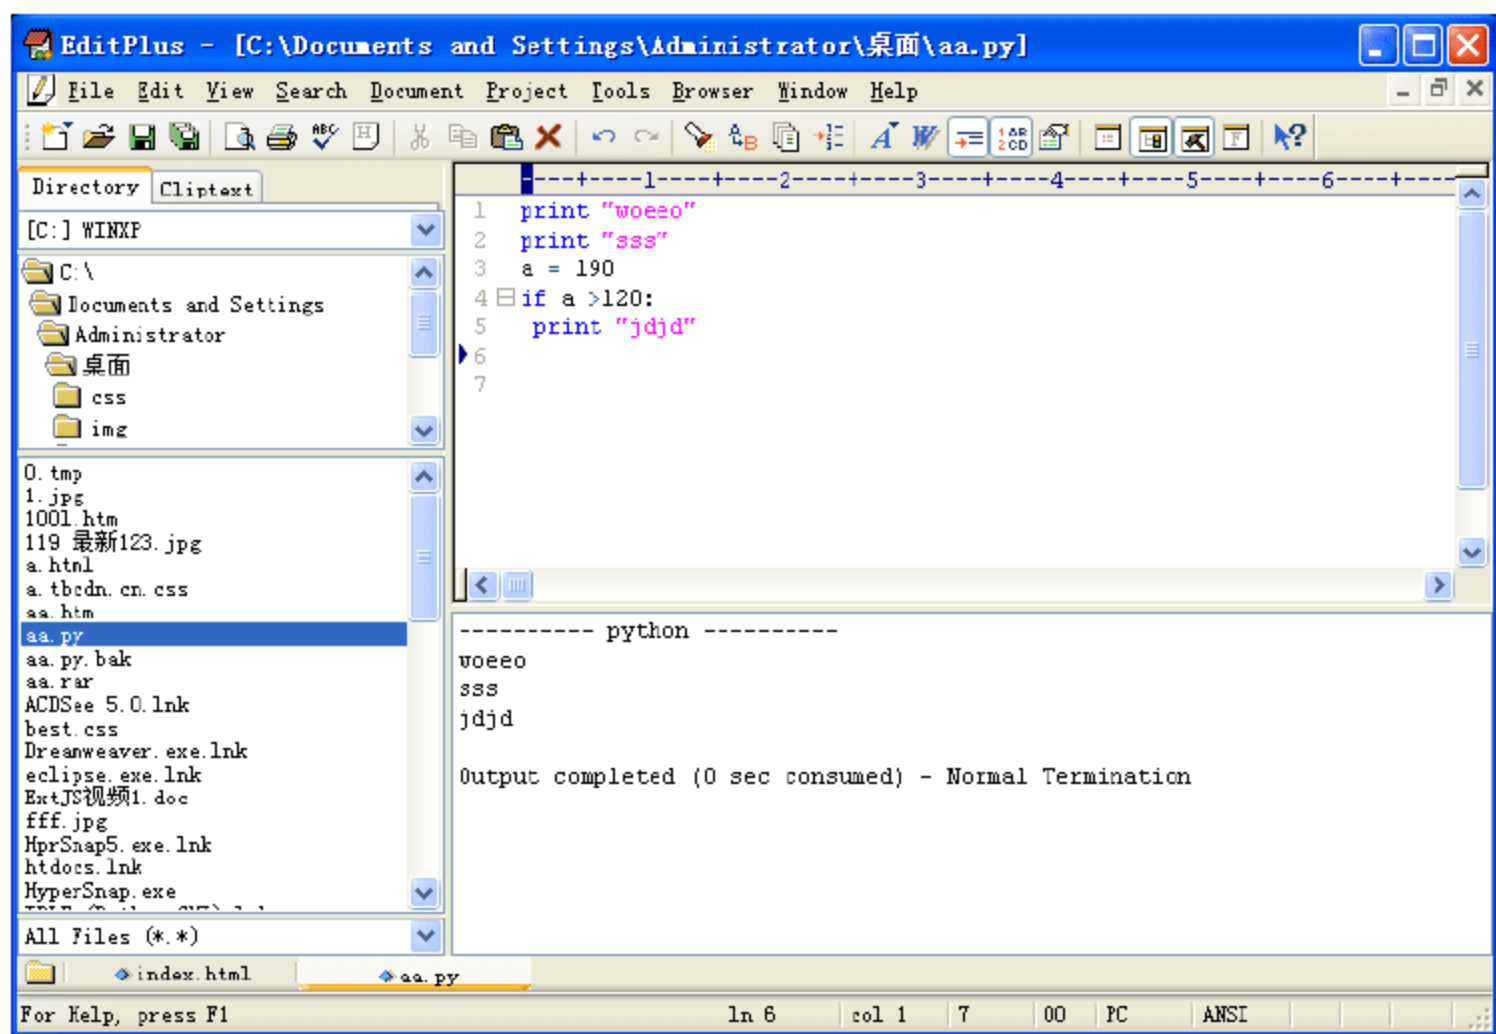 EditPlus - [C:\Documents and Settings\Administrator\桌面\aa.py]
File Edit View Search Document Project Tools Browser Window Help
Directory Cliptext
[C:] WINXP
C:\
Documents and Settings
Administrator
桌面
css
img
0.tmp
1.jpg
1001.htm
119 最新123.jpg
a.html
a.tbcdn.cn.css
aa.htm
aa.py
aa.py.bak
aa.rar
ACDSee 5.0.lnk
best.css
Dreamweaver.exe.lnk
eclipse.exe.lnk
ExtJS视频1.doc
fff.jpg
HprSnap5.exe.lnk
htdocs.lnk
HyperSnap.exe
All Files (*.*)
----+----1----+----2----+----3----+----4----+----5----+----6----+----
1 print "woeeo"
2 print "sss"
3 a = 190
4 if a >120:
5 print "jdjd"
6
7
---------- python ----------
woeeo
sss
jdjd
Output completed (0 sec consumed) - Normal Termination
index.html aa.py
For Help, press F1 ln 6 col 1 7 00 PC ANSI